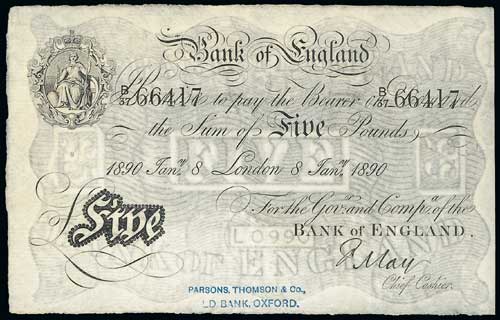 Bank of England
B/37 66417 B/37 66417
to pay the Bearer
the Sum of Five Pounds
1890 Jany. 8 London 8 Jany. 1890
For the Govr. and Compa. of the
BANK OF ENGLAND.
£Five
F. May
Chief Cashier.
PARSONS, THOMSON & Co.,
LD. BANK, OXFORD.